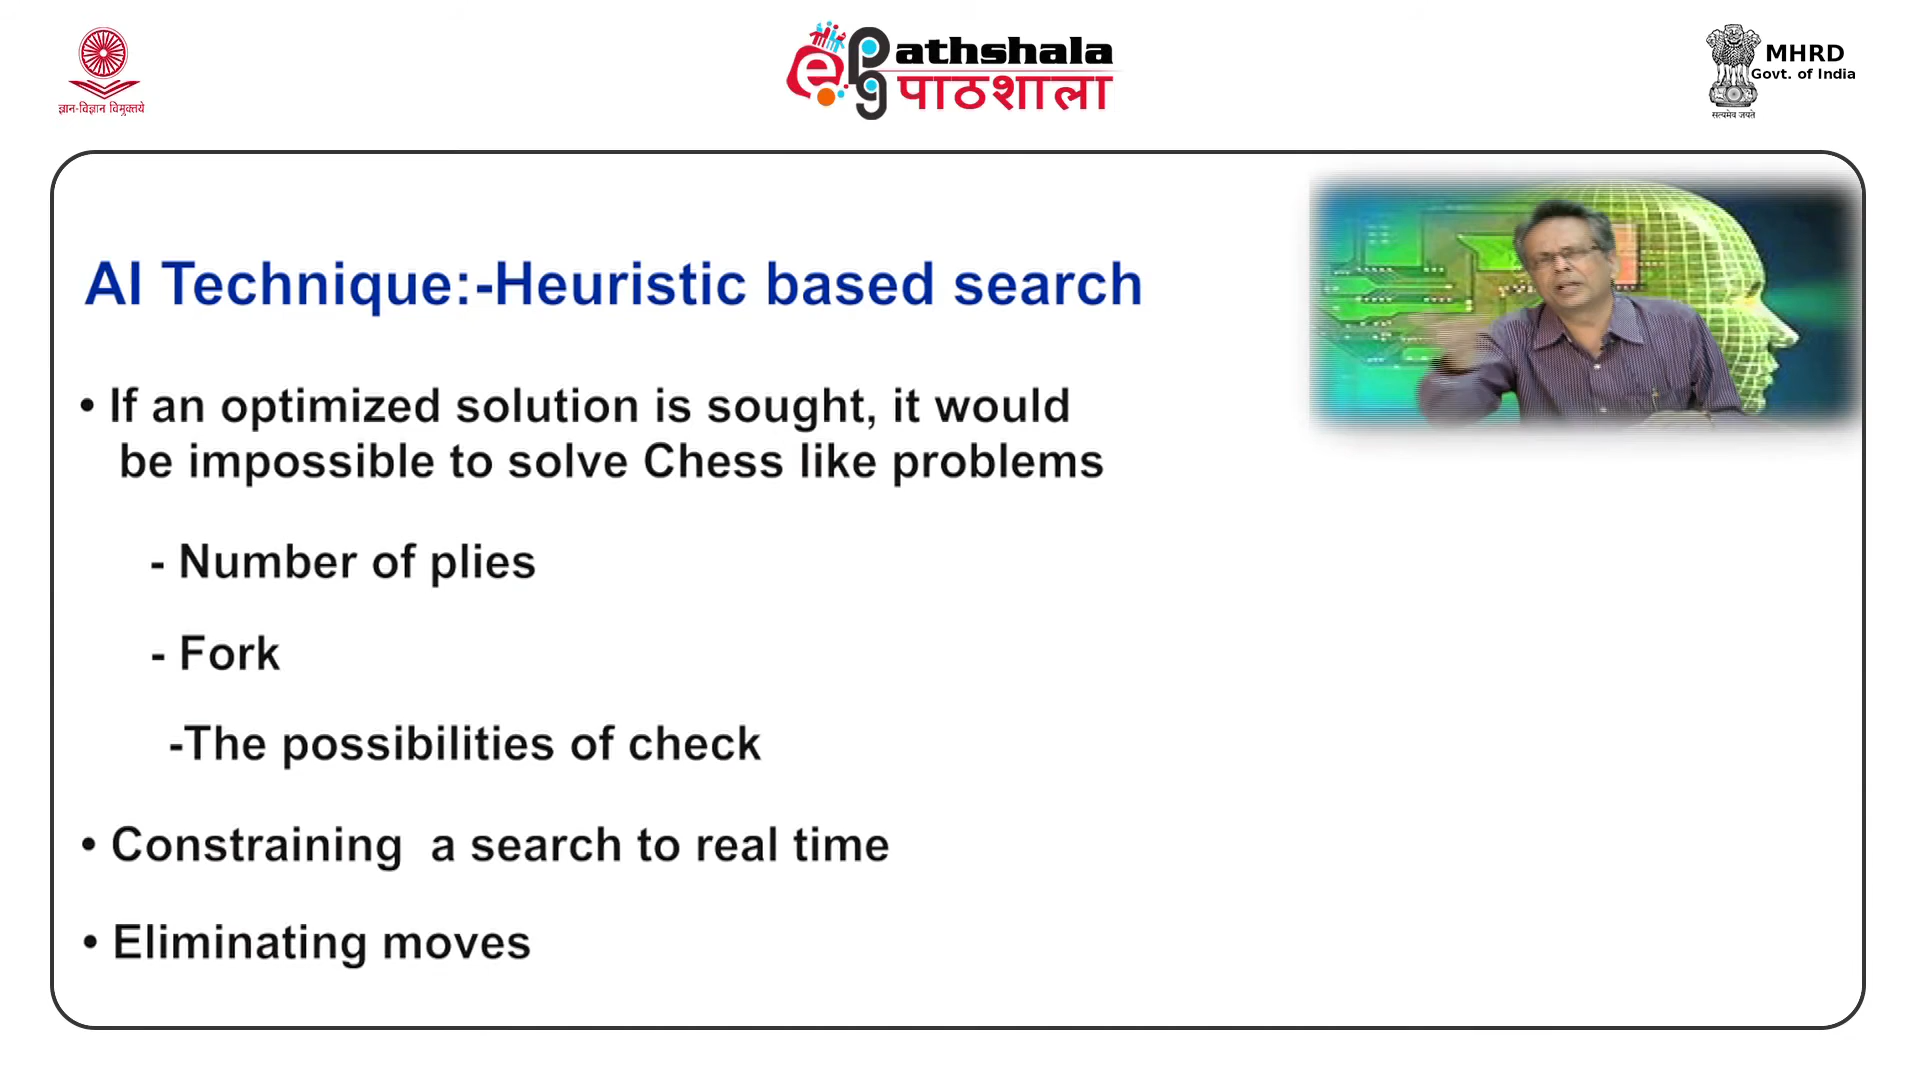 ज्ञान-विज्ञान विमुक्तये
e pg Pathshala
पाठशाला
MHRD
Govt. of India
सत्यमेव जयते
AI Technique:-Heuristic based search
• If an optimized solution is sought, it would
be impossible to solve Chess like problems
- Number of plies
- Fork
-The possibilities of check
• Constraining a search to real time
• Eliminating moves